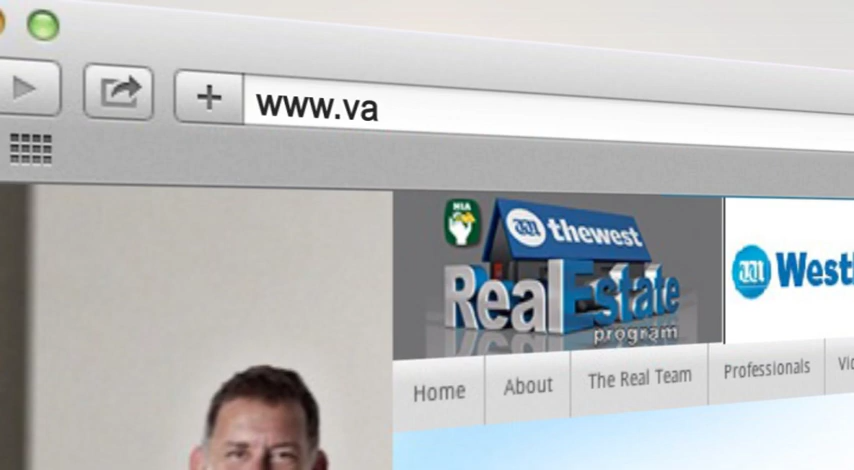 www.va
HIA
thewest
Real Estate
program
West
Home
About
The Real Team
Professionals